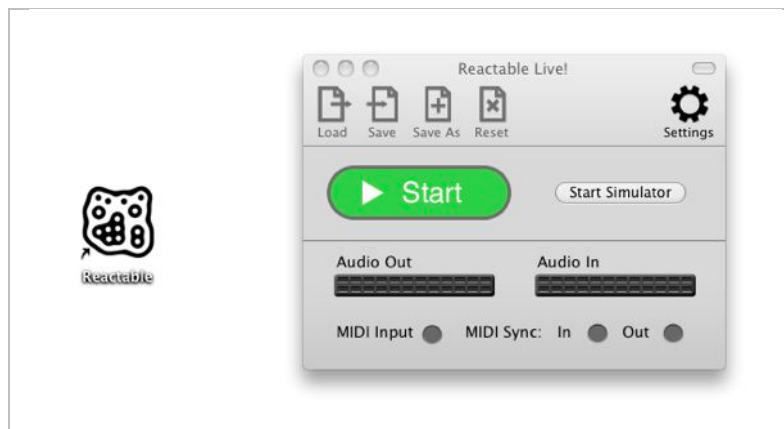 Reactable Live!
Load Save Save As Reset Settings
Start Start Simulator
Reactable
Audio Out Audio In
MIDI Input MIDI Sync: In Out